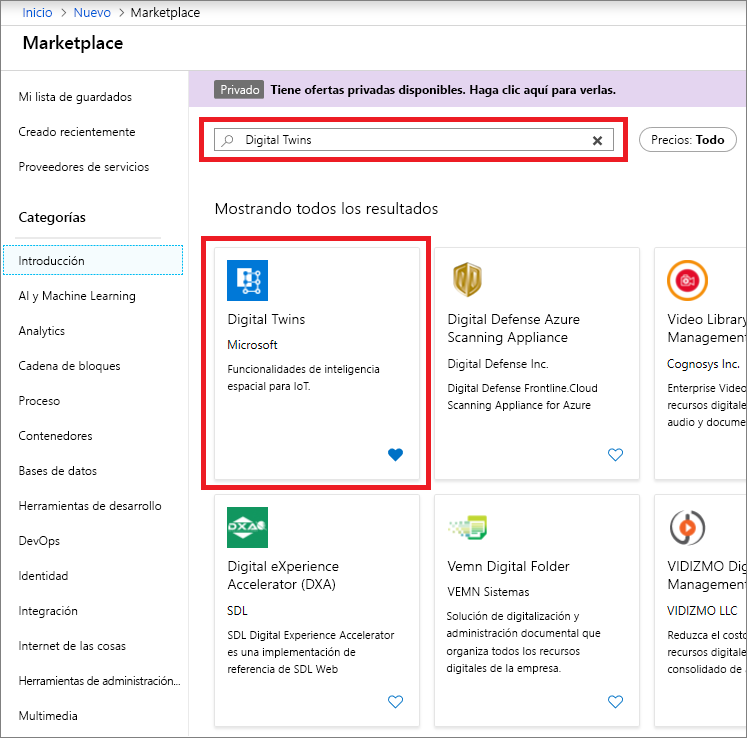 Inicio > Nuevo > Marketplace
Marketplace
Mi lista de guardados
Creado recientemente
Proveedores de servicios
Categorías
Introducción
AI y Machine Learning
Analytics
Cadena de bloques
Proceso
Contenedores
Bases de datos
Herramientas de desarrollo
DevOps
Identidad
Integración
Internet de las cosas
Herramientas de administración...
Multimedia
Privado Tiene ofertas privadas disponibles. Haga clic aquí para verlas.
Digital Twins
Precios: Todo
Mostrando todos los resultados
Digital Twins
Microsoft
Funcionalidades de inteligencia
espacial para IoT.
Digital Defense Azure
Scanning Appliance
Digital Defense Inc.
Digital Defense Frontline.Cloud
Scanning Appliance for Azure
Video Library
Management
Cognosys Inc.
Enterprise Video
recursos digitale
audio y docume
DXA
Digital eXperience
Accelerator (DXA)
SDL
SDL Digital Experience Accelerator
es una implementación de
referencia de SDL Web
Vemn Digital Folder
VEMN Sistemas
Solución de digitalización y
administración documental que
organiza todos los recursos
digitales de la empresa.
VIDIZMO Dig
Management
VIDIZMO LLC
Reduzca el costo
recursos digitale
consolidado de